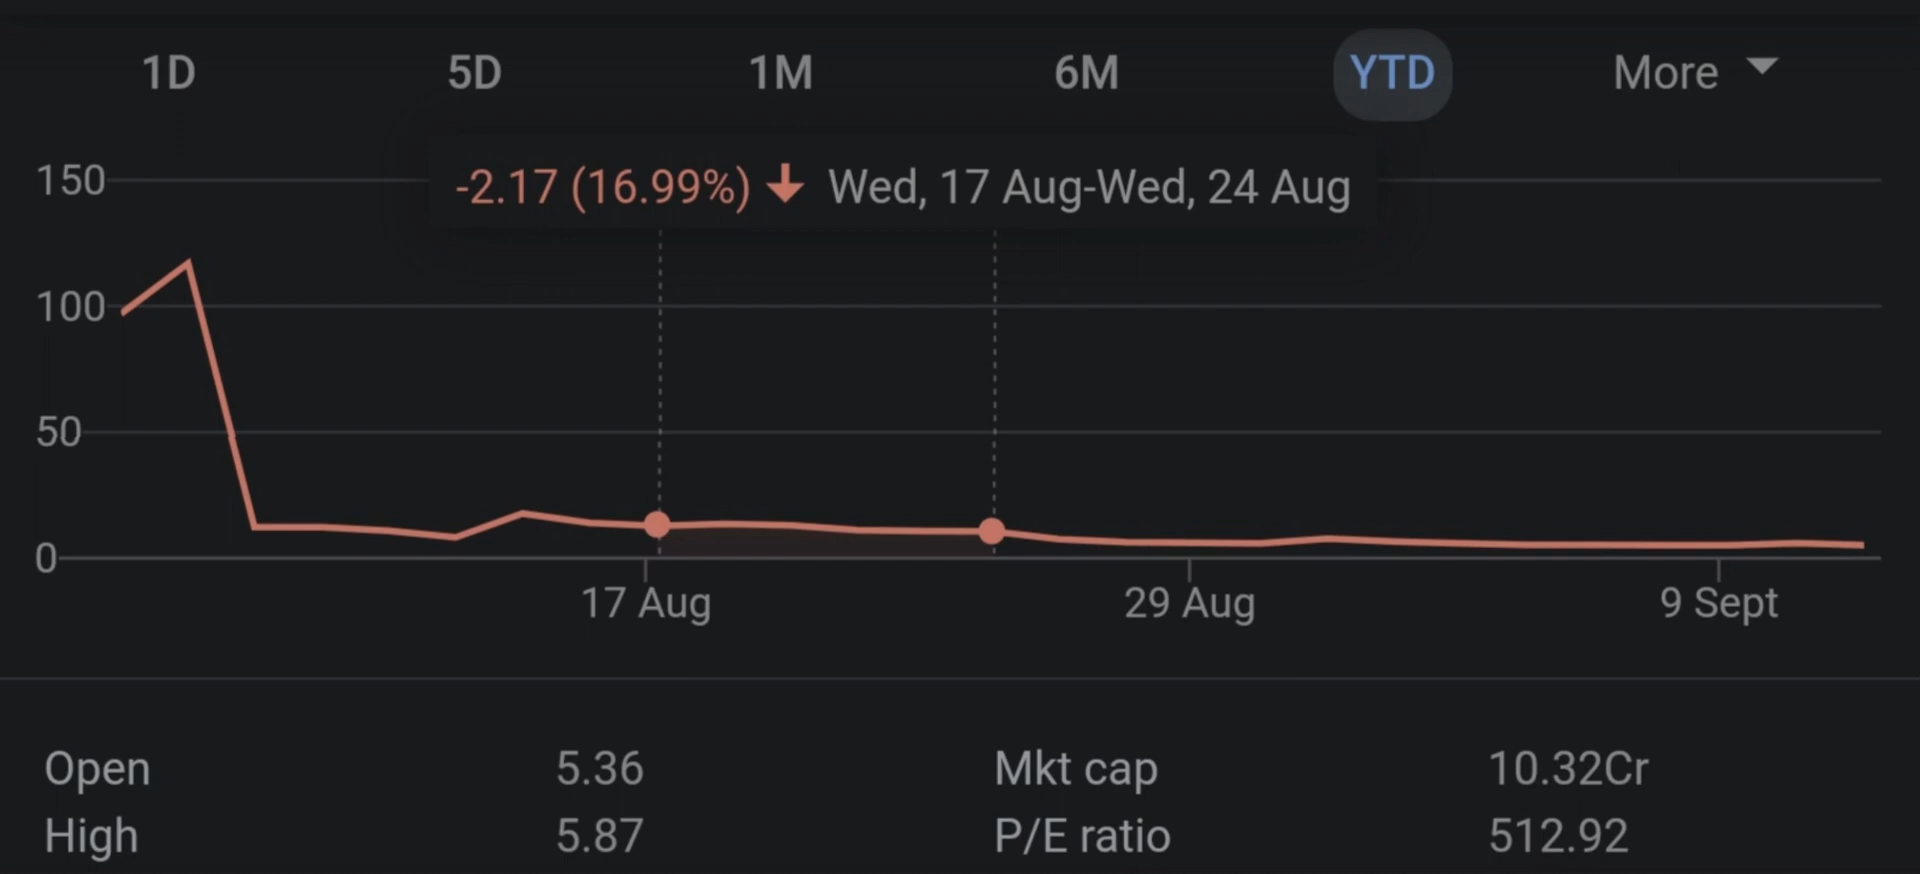 1D 5D 1M 6M YTD More
-2.17 (16.99%) Wed, 17 Aug-Wed, 24 Aug
150
100
50
0
17 Aug 29 Aug 9 Sept
Open 5.36 Mkt cap 10.32Cr
High 5.87 P/E ratio 512.92